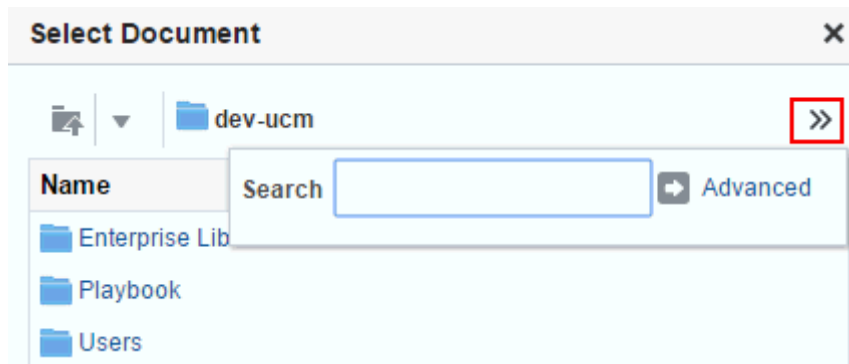 Select Document
dev-ucm
Name
Search Advanced
Enterprise Lib
Playbook
Users